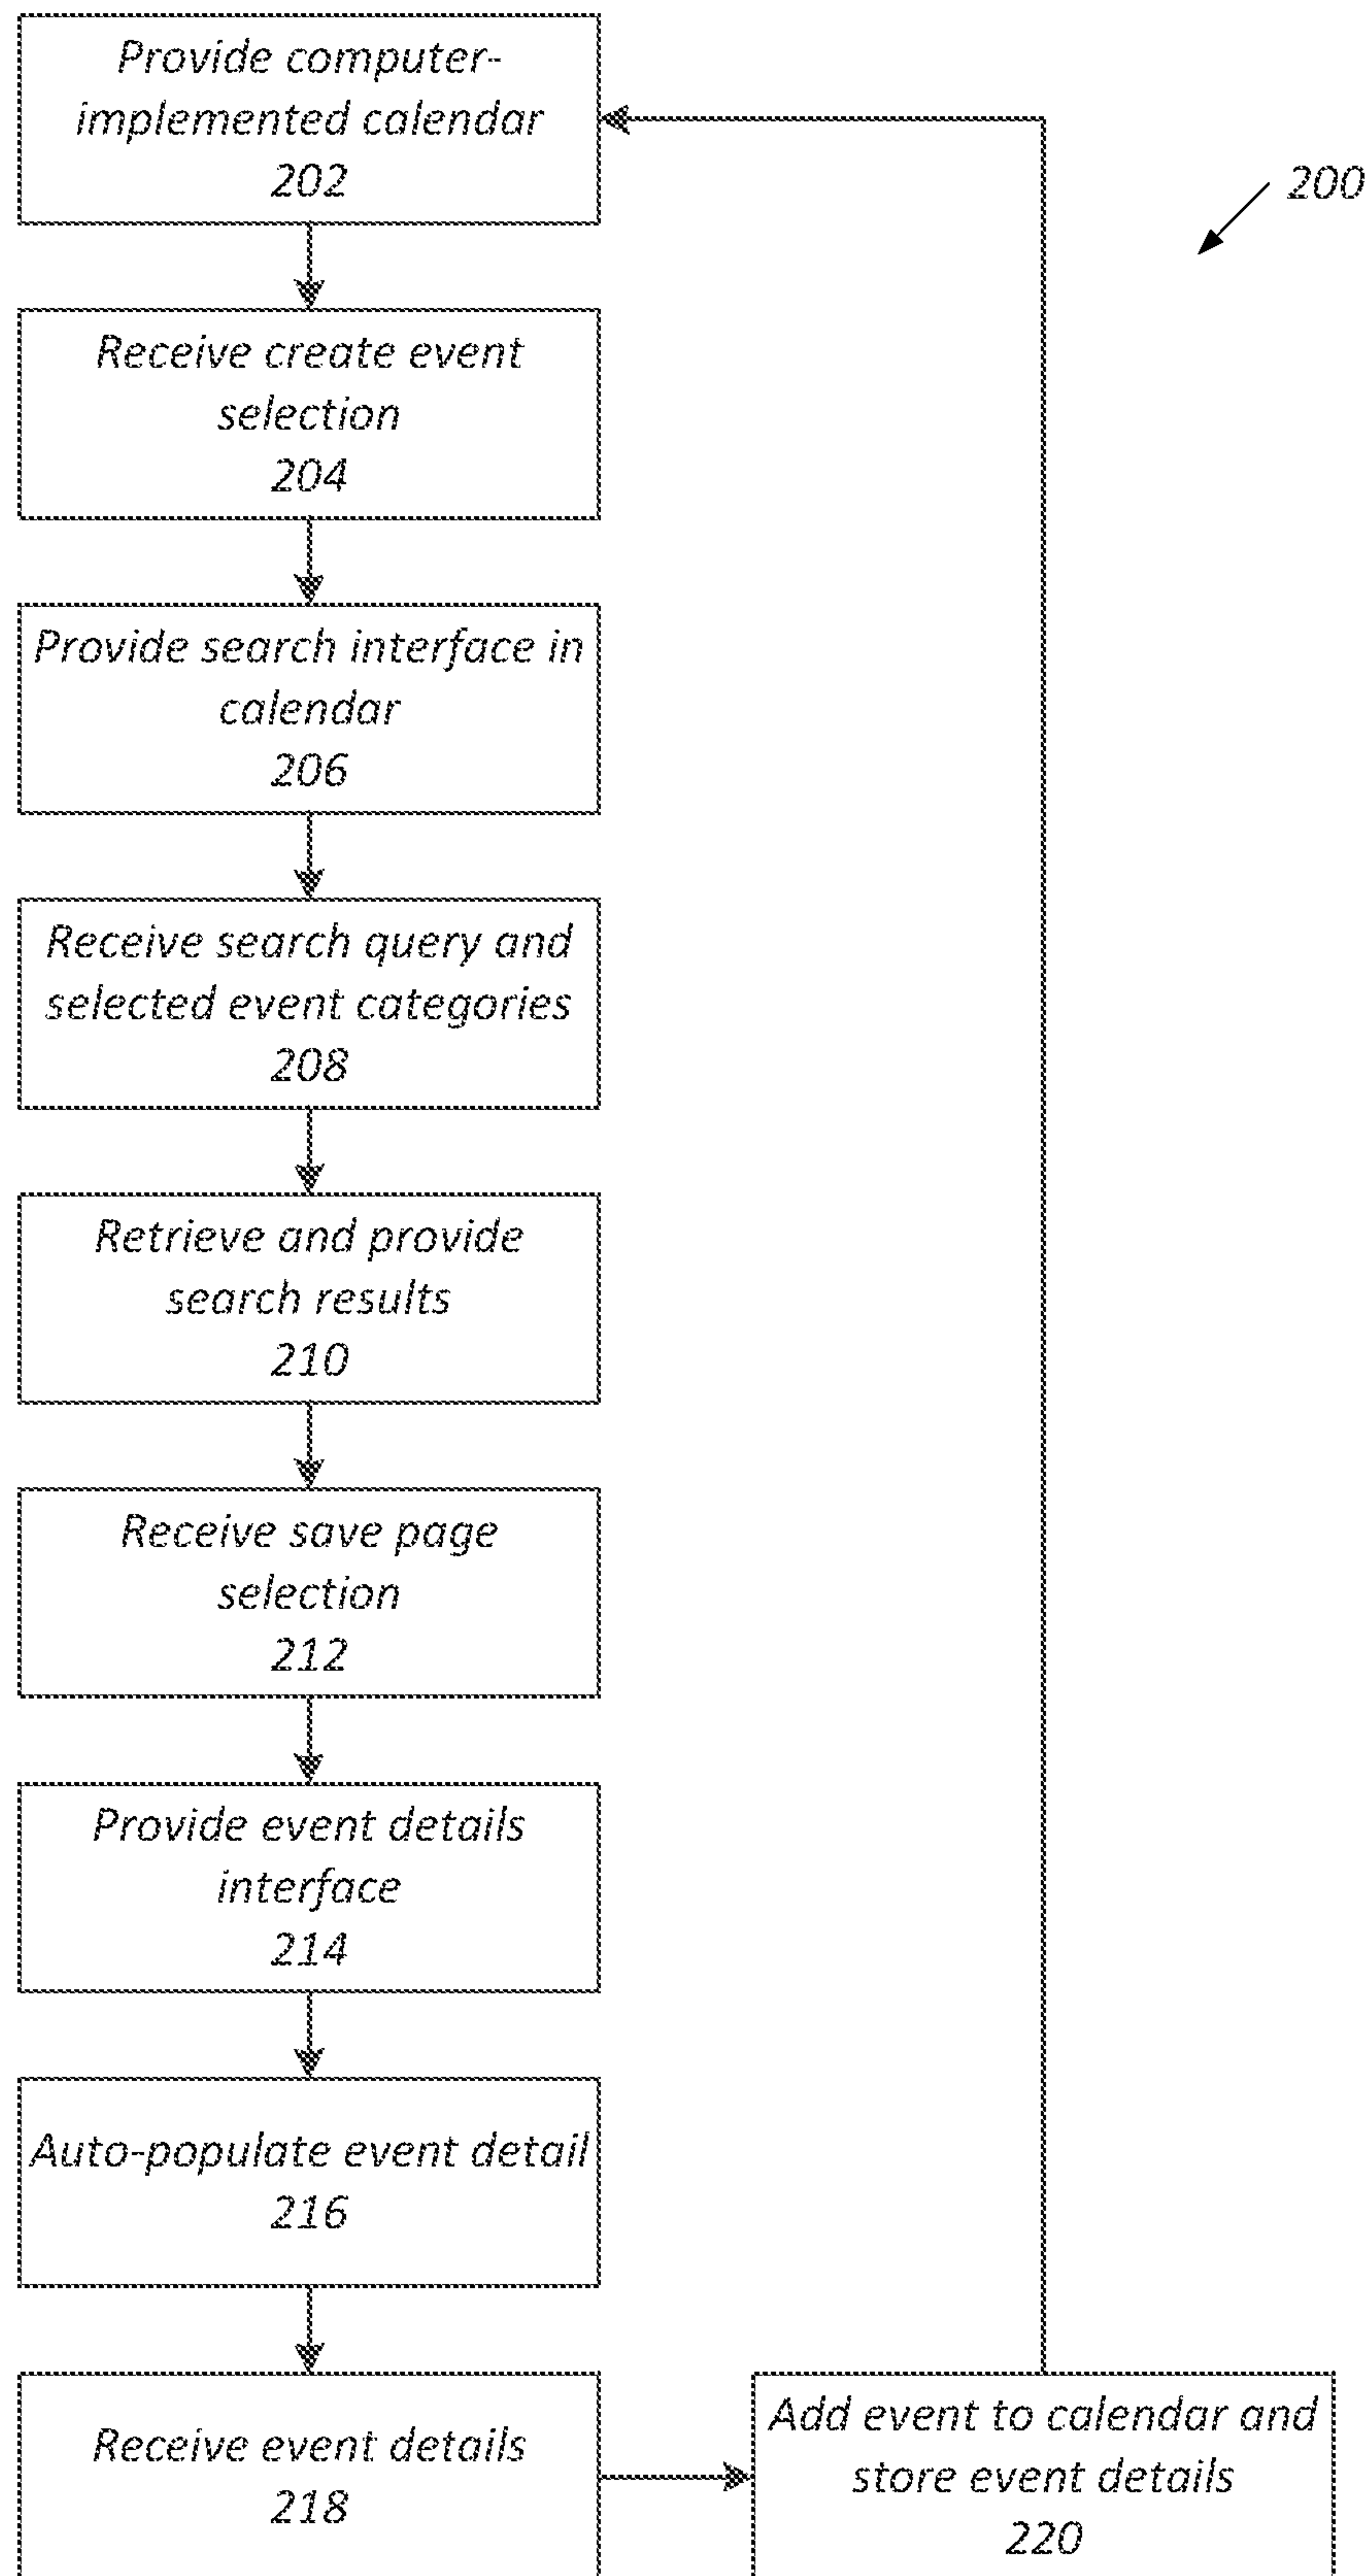 Provide computer-
implemented calendar
202
200
Receive create event
selection
204
Provide search interface in
calendar
206
Receive search query and
selected event categories
208
Retrieve and provide
search results
210
Receive save page
selection
212
Provide event details
interface
214
Auto-populate event detail
216
Receive event details
218
Add event to calendar and
store event details
220